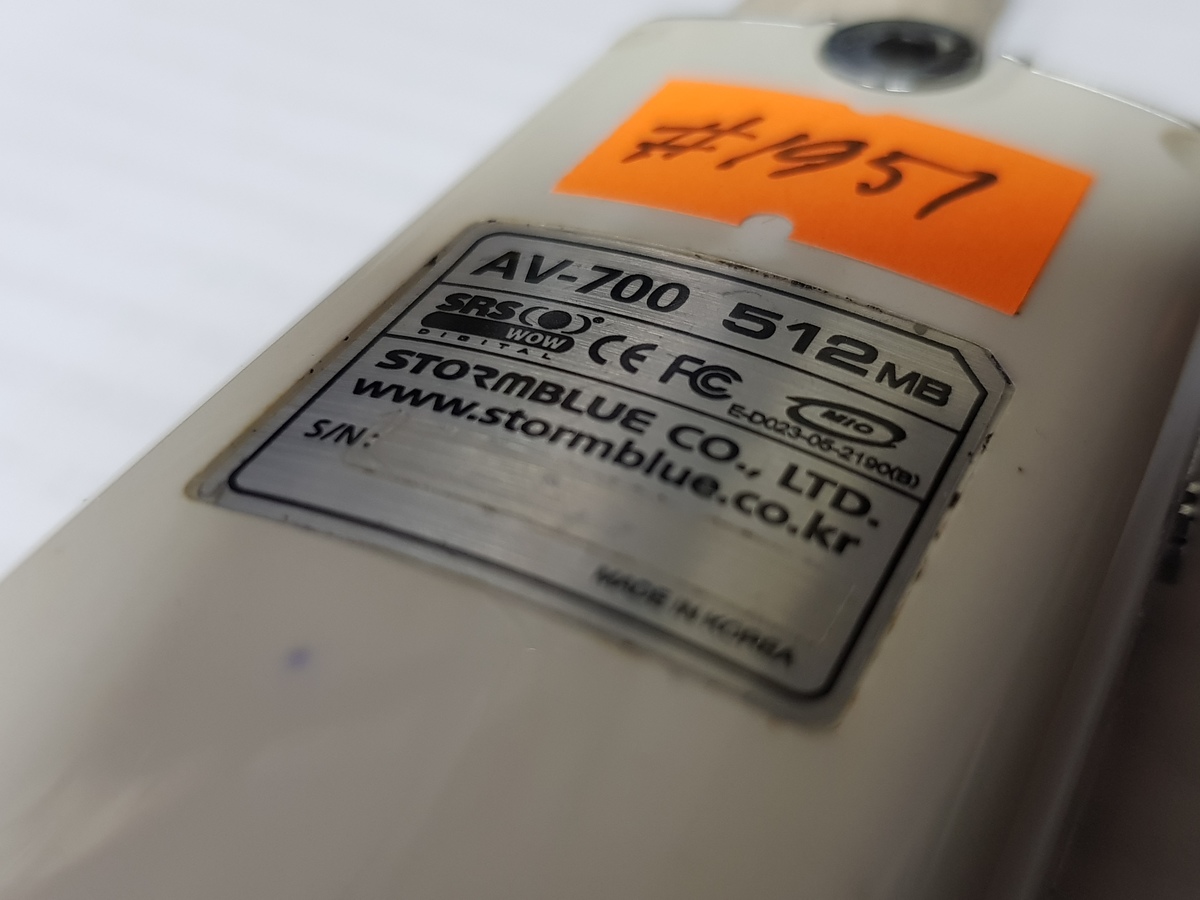 #1957
AV-700 512MB
SRS
WOW
DIGITAL
CE FC MIC
E-D023-05-2190(B)
STORMBLUE CO., LTD.
www.stormblue.co.kr
S/N:
MADE IN KOREA